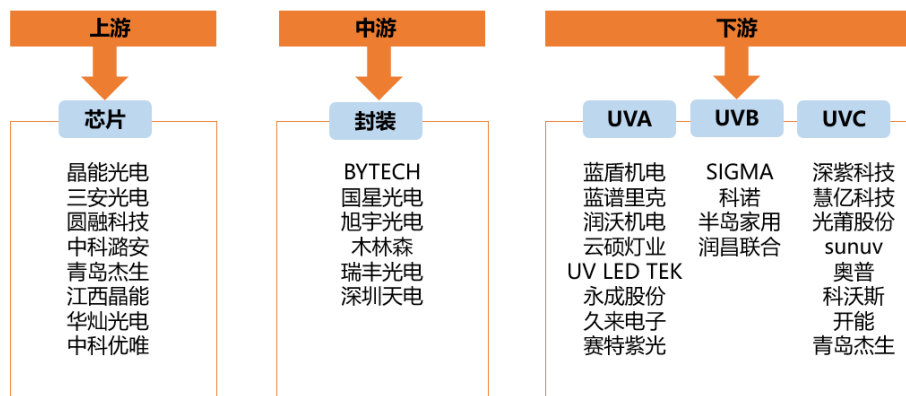 上游
芯片
晶能光电
三安光电
圆融科技
中科潞安
青岛杰生
江西晶能
华灿光电
中科优唯
中游
封装
BYTECH
国星光电
旭宇光电
木林森
瑞丰光电
深圳天电
下游
UVA
蓝盾机电
蓝谱里克
润沃机电
云硕灯业
UV LED TEK
永成股份
久来电子
赛特紫光
UVB
SIGMA
科诺
半岛家用
润昌联合
UVC
深紫科技
慧亿科技
光莆股份
sunuv
奥普
科沃斯
开能
青岛杰生